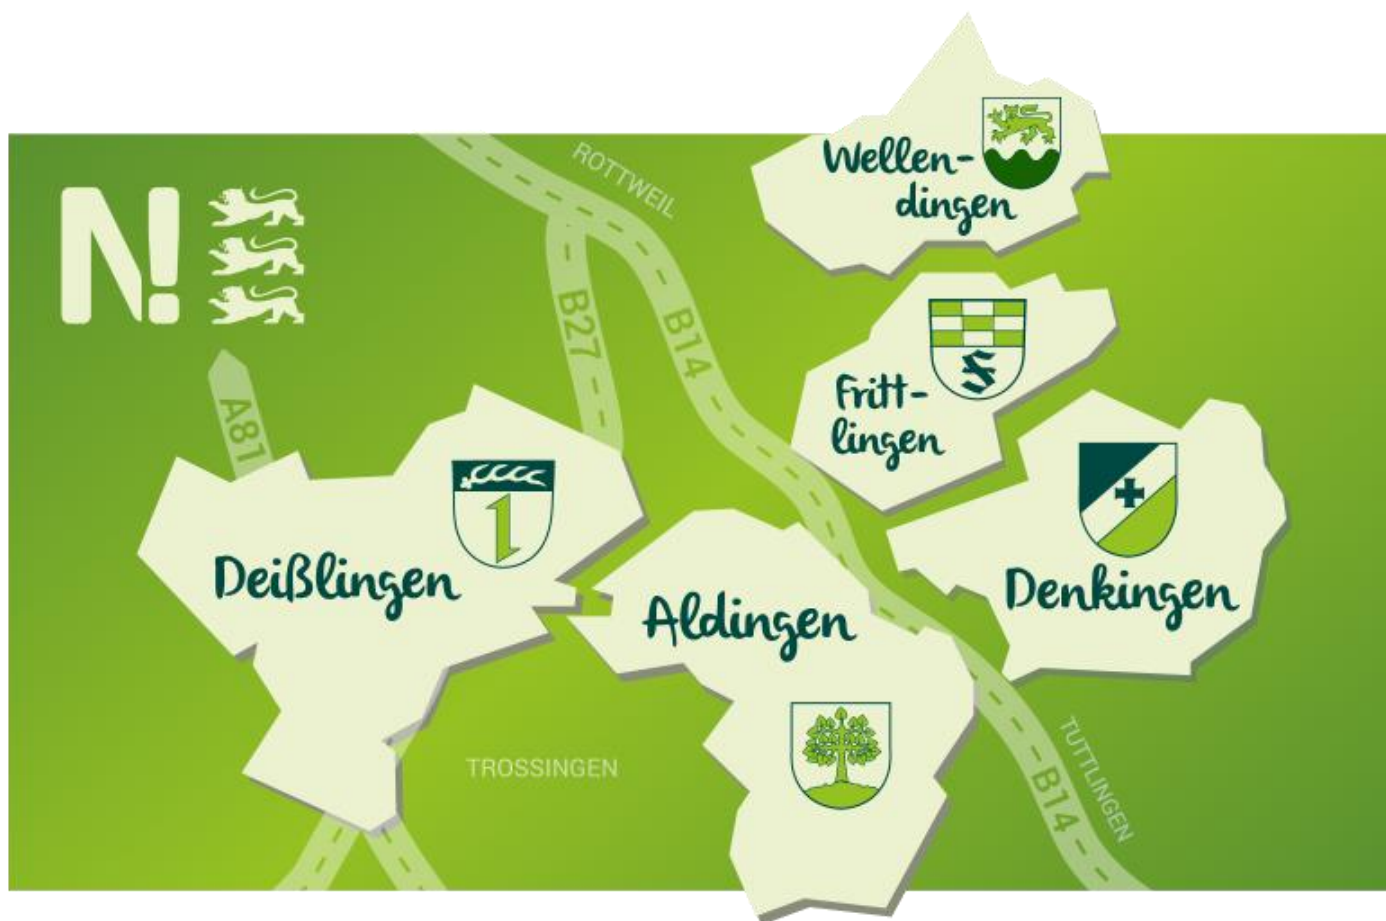 Wellen-
dingen
ROTTWEIL
N!
B27
B14
Fritt-
lingen
A81
Deißlingen
Aldingen
Denkingen
TROSSINGEN
TUTTLINGEN
B14